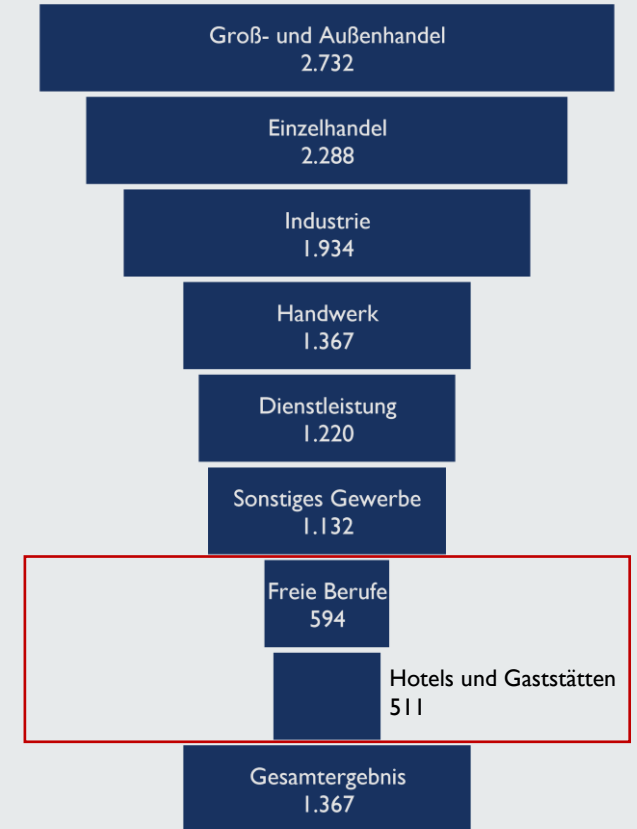 Groß- und Außenhandel
2.732
Einzelhandel
2.288
Industrie
1.934
Handwerk
1.367
Dienstleistung
1.220
Sonstiges Gewerbe
1.132
Freie Berufe
594
Hotels und Gaststätten
511
Gesamtergebnis
1.367